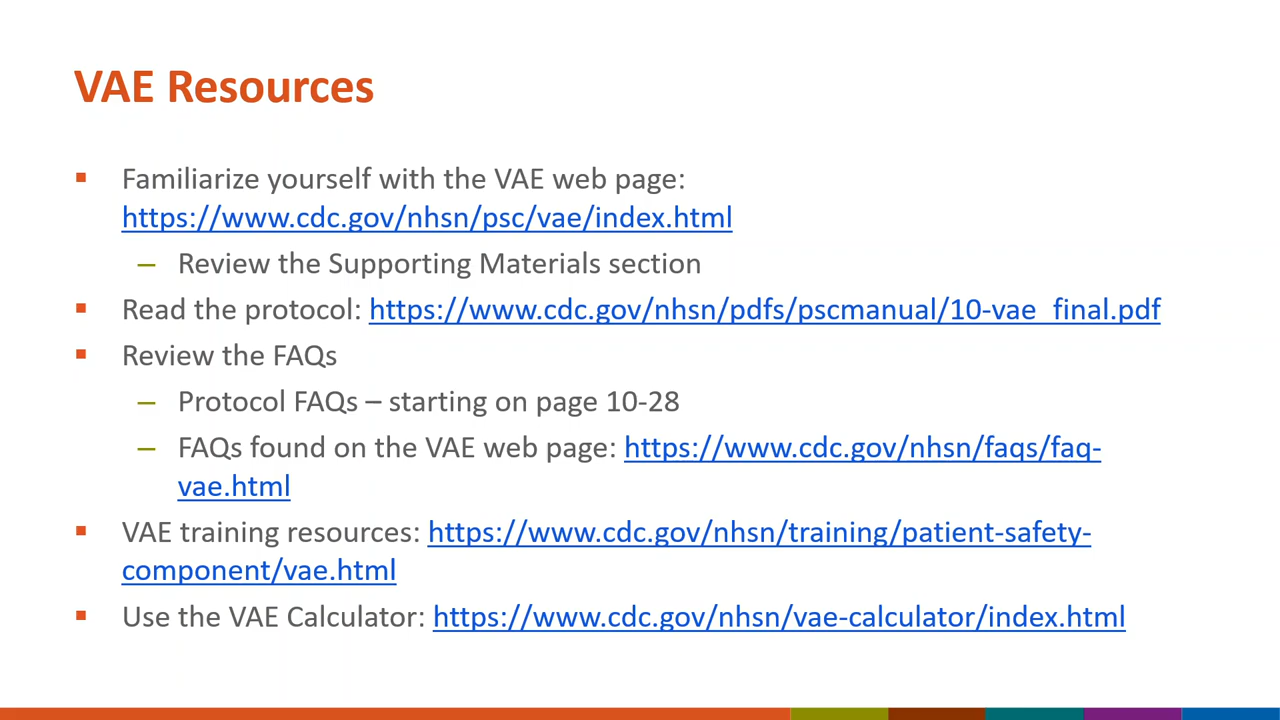 VAE Resources
▪ Familiarize yourself with the VAE web page:
https://www.cdc.gov/nhsn/psc/vae/index.html
– Review the Supporting Materials section
▪ Read the protocol: https://www.cdc.gov/nhsn/pdfs/pscmanual/10-vae_final.pdf
▪ Review the FAQs
– Protocol FAQs – starting on page 10-28
– FAQs found on the VAE web page: https://www.cdc.gov/nhsn/faqs/faq-
vae.html
▪ VAE training resources: https://www.cdc.gov/nhsn/training/patient-safety-
component/vae.html
▪ Use the VAE Calculator: https://www.cdc.gov/nhsn/vae-calculator/index.html